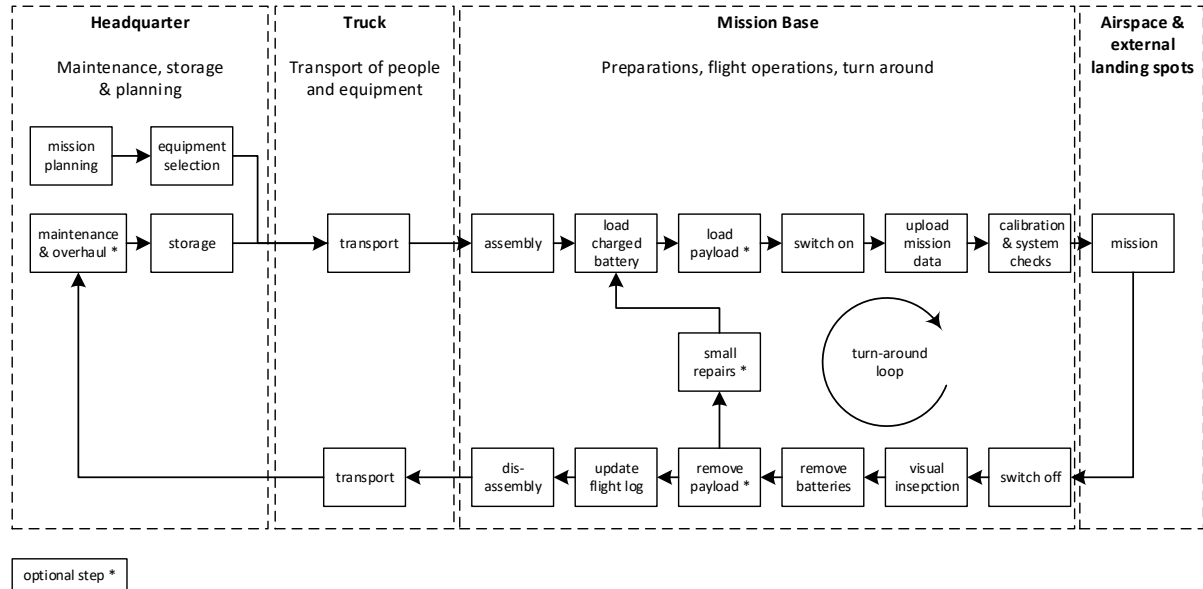 Headquarter
Maintenance, storage
& planning
Truck
Transport of people
and equipment
Mission Base
Preparations, flight operations, turn around
Airspace &
external
landing spots
mission
planning
equipment
selection
maintenance
& overhaul *
storage
transport
assembly
load
charged
battery
load
payload *
switch on
upload
mission
data
calibration
& system
checks
mission
small
repairs *
turn-around
loop
transport
dis-
assembly
update
flight log
remove
payload *
remove
batteries
visual
insepction
switch off
optional step *